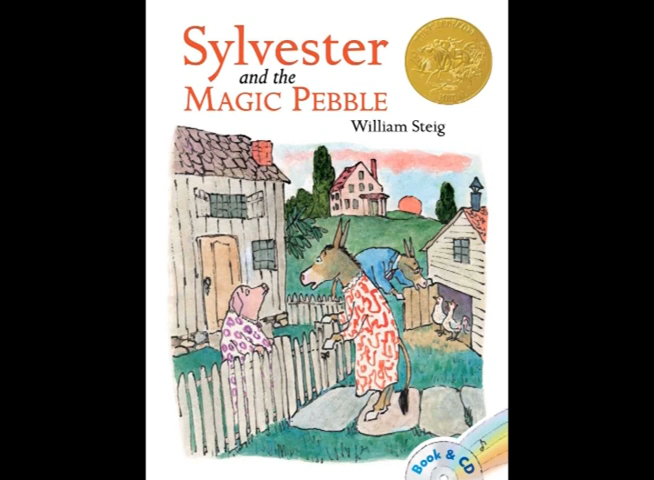 Sylvester
and the
MAGIC PEBBLE
William Steig
Book & CD